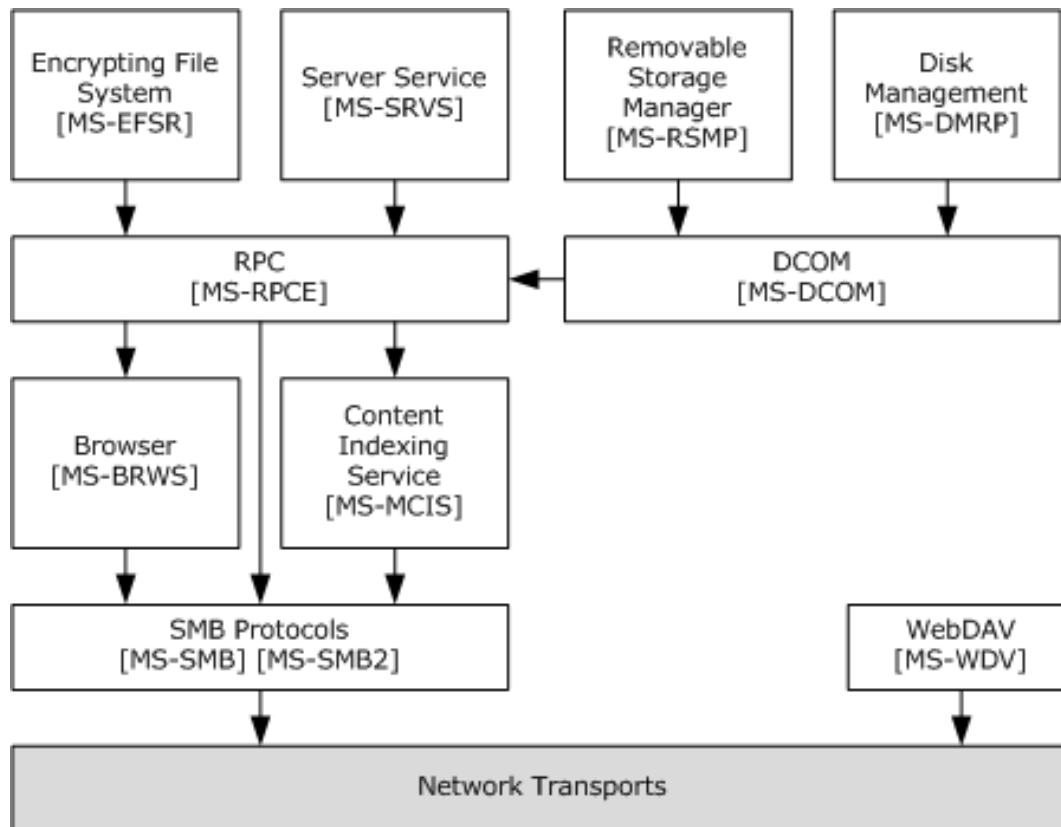 Encrypting File
System
[MS-EFSR]
Server Service
[MS-SRVS]
Removable
Storage
Manager
[MS-RSMP]
Disk
Management
[MS-DMRP]
RPC
[MS-RPCE]
DCOM
[MS-DCOM]
Browser
[MS-BRWS]
Content
Indexing
Service
[MS-MCIS]
SMB Protocols
[MS-SMB] [MS-SMB2]
WebDAV
[MS-WDV]
Network Transports